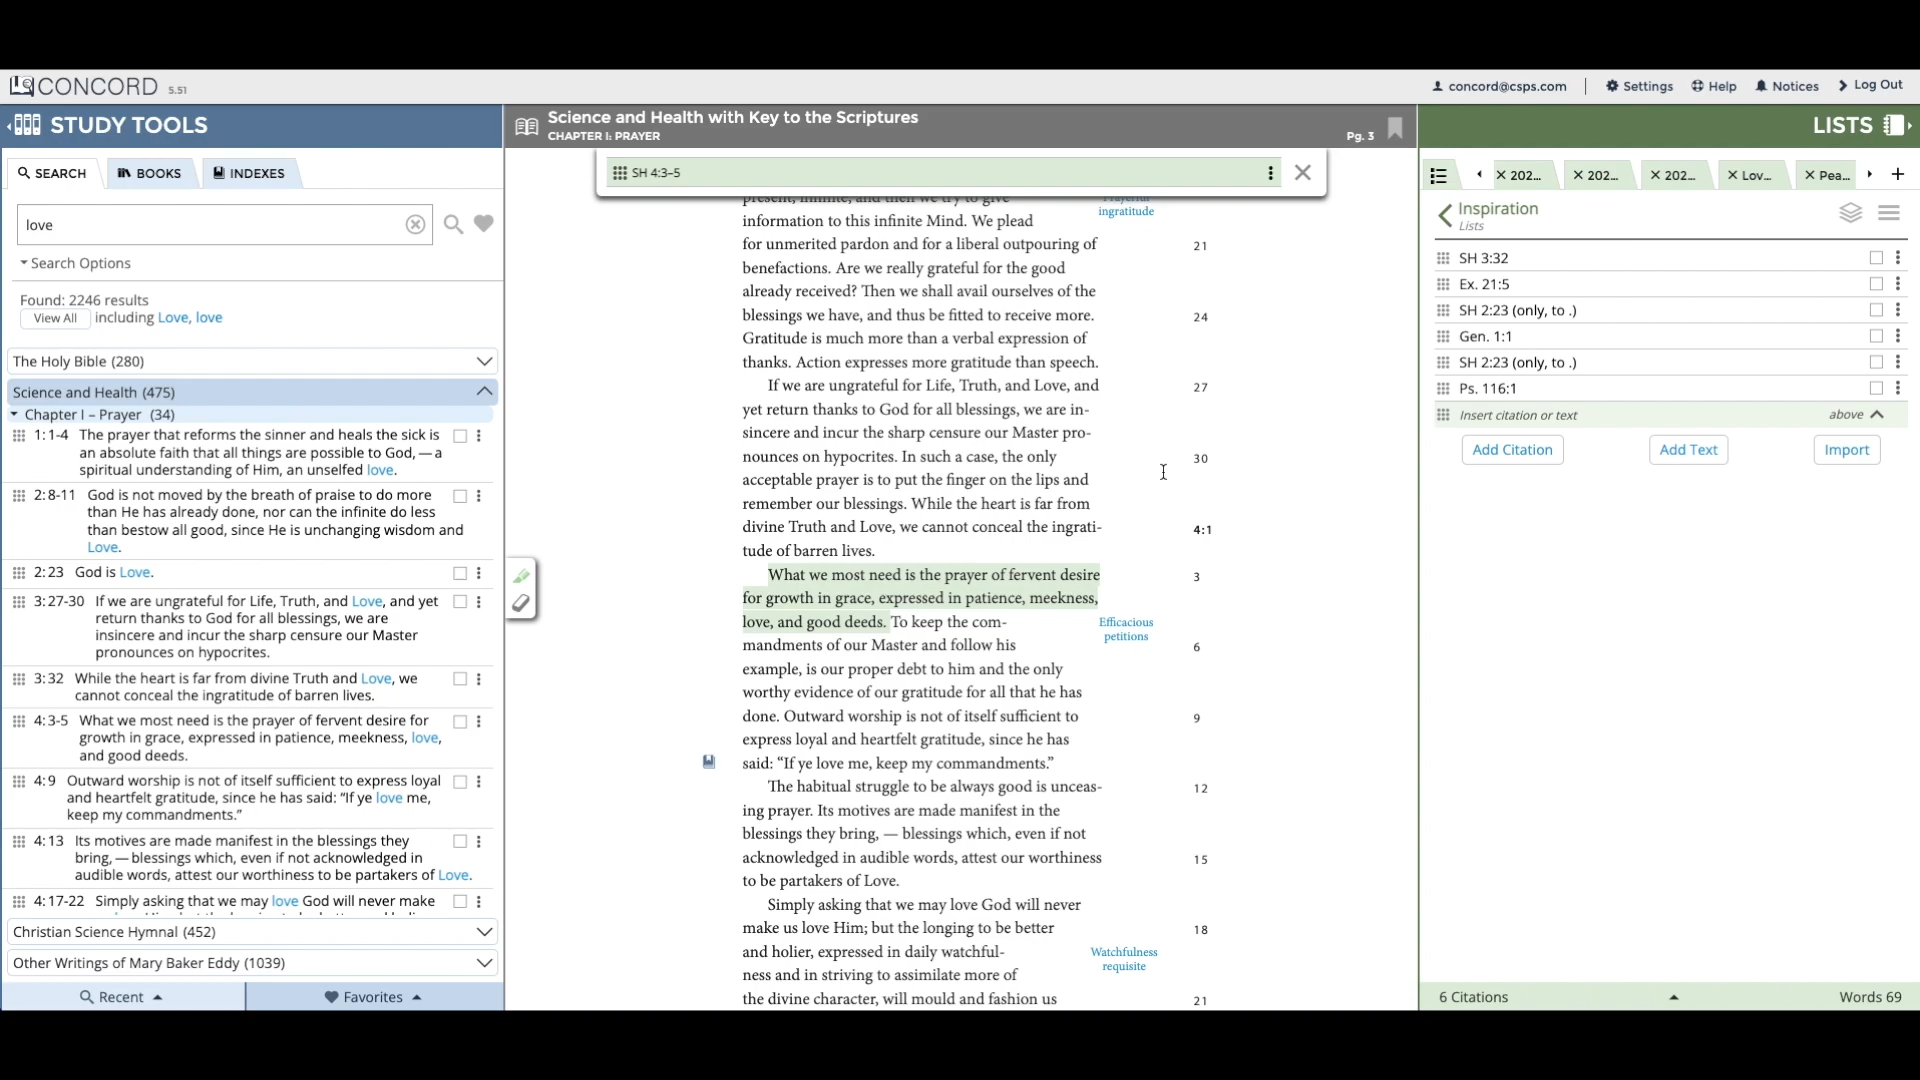 CONCORD 5.51
concord@csps.com
Settings
Help
Notices
Log Out
STUDY TOOLS
SEARCH
BOOKS
INDEXES
love
Search Options
Found: 2246 results
View All including Love, love
The Holy Bible (280)
Science and Health (475)
Chapter I – Prayer (34)
1:1-4 The prayer that reforms the sinner and heals the sick is
an absolute faith that all things are possible to God, — a
spiritual understanding of Him, an unselfed love.
2:8-11 God is not moved by the breath of praise to do more
than He has already done, nor can the infinite do less
than bestow all good, since He is unchanging wisdom and
Love.
2:23 God is Love.
3:27-30 If we are ungrateful for Life, Truth, and Love, and yet
return thanks to God for all blessings, we are
insincere and incur the sharp censure our Master
pronounces on hypocrites.
3:32 While the heart is far from divine Truth and Love, we
cannot conceal the ingratitude of barren lives.
4:3-5 What we most need is the prayer of fervent desire for
growth in grace, expressed in patience, meekness, love,
and good deeds.
4:9 Outward worship is not of itself sufficient to express loyal
and heartfelt gratitude, since he has said: “If ye love me,
keep my commandments.”
4:13 Its motives are made manifest in the blessings they
bring, — blessings which, even if not acknowledged in
audible words, attest our worthiness to be partakers of Love.
4:17-22 Simply asking that we may love God will never make
Christian Science Hymnal (452)
Other Writings of Mary Baker Eddy (1039)
Recent
Favorites
Science and Health with Key to the Scriptures
CHAPTER I: PRAYER
Pg. 3
SH 4:3–5
present, infinite, and then we try to give
Prayerful
ingratitude
information to this infinite Mind. We plead
for unmerited pardon and for a liberal outpouring of 21
benefactions. Are we really grateful for the good
already received? Then we shall avail ourselves of the
blessings we have, and thus be fitted to receive more. 24
Gratitude is much more than a verbal expression of
thanks. Action expresses more gratitude than speech.
If we are ungrateful for Life, Truth, and Love, and 27
yet return thanks to God for all blessings, we are in-
sincere and incur the sharp censure our Master pro-
nounces on hypocrites. In such a case, the only 30
acceptable prayer is to put the finger on the lips and
remember our blessings. While the heart is far from
divine Truth and Love, we cannot conceal the ingrati- 4:1
tude of barren lives.
What we most need is the prayer of fervent desire 3
for growth in grace, expressed in patience, meekness,
love, and good deeds. To keep the com-
Efficacious
petitions
mandments of our Master and follow his 6
example, is our proper debt to him and the only
worthy evidence of our gratitude for all that he has
done. Outward worship is not of itself sufficient to 9
express loyal and heartfelt gratitude, since he has
said: “If ye love me, keep my commandments.”
The habitual struggle to be always good is unceas- 12
ing prayer. Its motives are made manifest in the
blessings they bring, — blessings which, even if not
acknowledged in audible words, attest our worthiness 15
to be partakers of Love.
Simply asking that we may love God will never
make us love Him; but the longing to be better 18
and holier, expressed in daily watchful-
Watchfulness
requisite
ness and in striving to assimilate more of
the divine character, will mould and fashion us 21
LISTS
202...
202...
202...
Lov...
Pea...
Inspiration
Lists
SH 3:32
Ex. 21:5
SH 2:23 (only, to .)
Gen. 1:1
SH 2:23 (only, to .)
Ps. 116:1
Insert citation or text above
Add Citation
Add Text
Import
6 Citations
Words 69